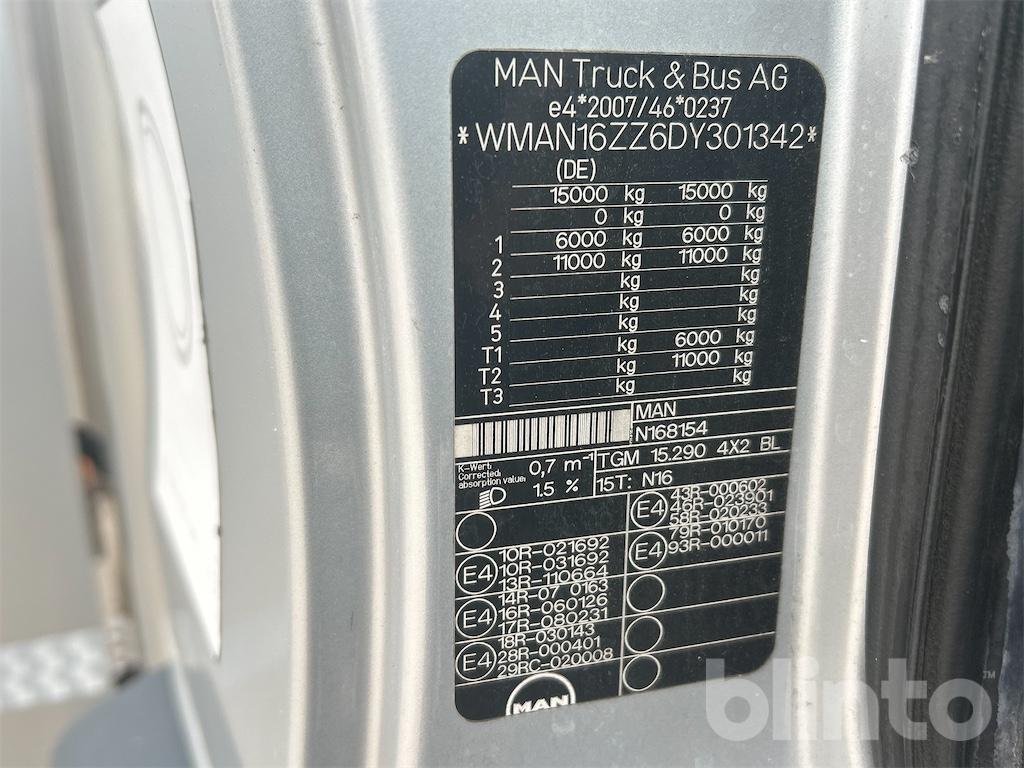 MAN Truck & Bus AG
e4*2007/46*0237
*WMAN16ZZ6DY301342*
(DE)
15000 kg 15000 kg
0 kg 0 kg
1 6000 kg 6000 kg
2 11000 kg 11000 kg
3 kg kg
4 kg kg
5 kg kg
T1 kg 6000 kg
T2 kg 11000 kg
T3 kg kg
MAN
N168154
K-Wert:
Corrected
absorption value:
0,7 m⁻¹
1.5 %
TGM 15.290 4X2 BL
15T: N16
E4
10R-021692
10R-031692
13R-110664
E4
14R-07 0163
16R-060126
17R-080231
E4
18R-030143
28R-000401
29RC-020008
E4
43R-000602
46R-023901
58R-020233
E4
79R-010170
93R-000011
MAN
blinto™